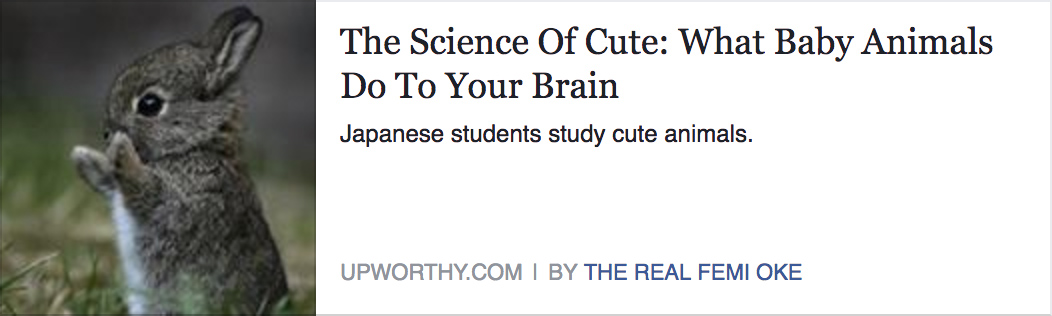 The Science Of Cute: What Baby Animals
Do To Your Brain
Japanese students study cute animals.
UPWORTHY.COM | BY THE REAL FEMI OKE